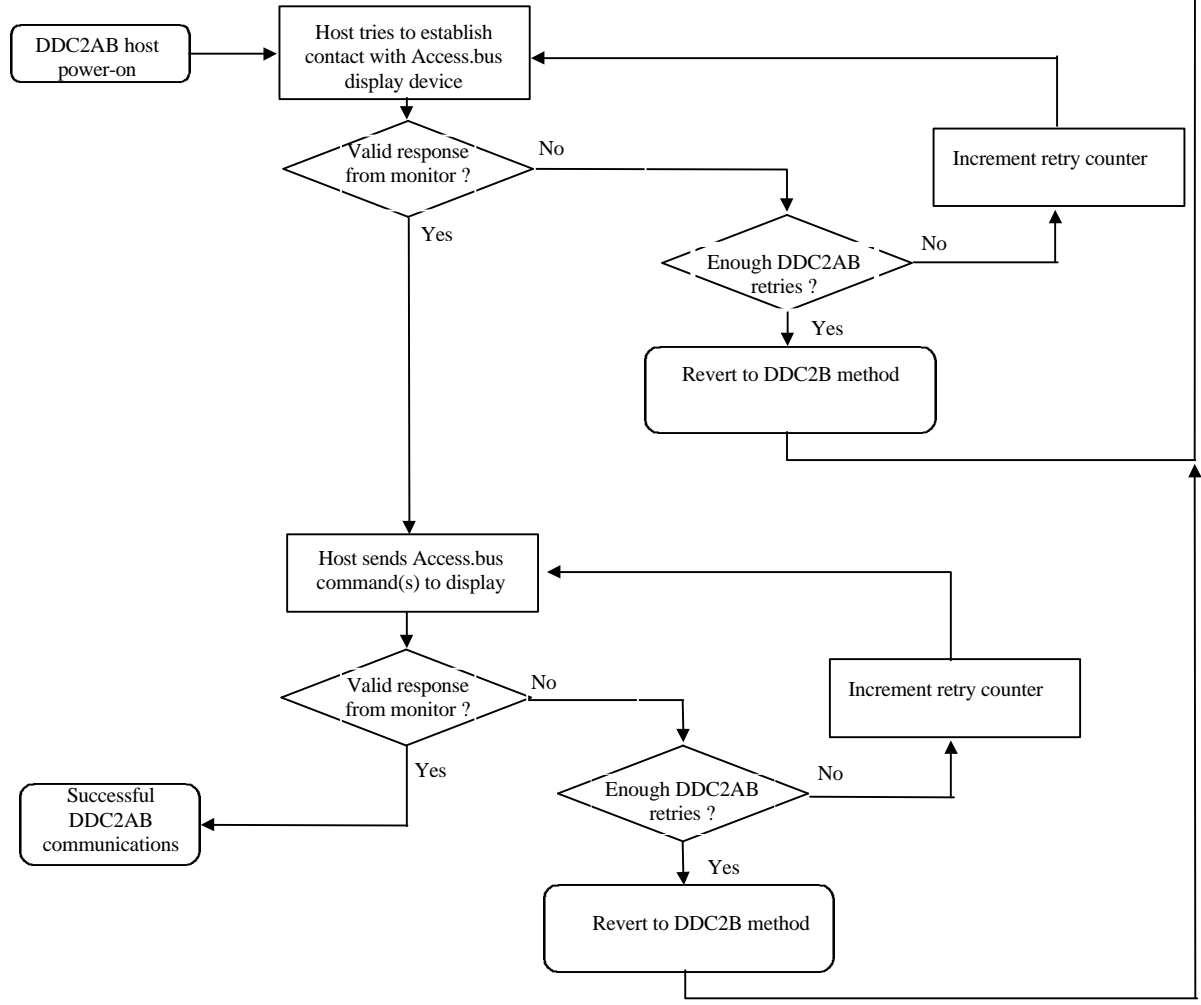 DDC2AB host
power-on
Host tries to establish
contact with Access.bus
display device
Valid response
from monitor ?
No
Increment retry counter
Yes
Enough DDC2AB
retries ?
No
Yes
Revert to DDC2B method
Host sends Access.bus
command(s) to display
Valid response
from monitor ?
No
Increment retry counter
Yes
Enough DDC2AB
retries ?
No
Successful
DDC2AB
communications
Yes
Revert to DDC2B method